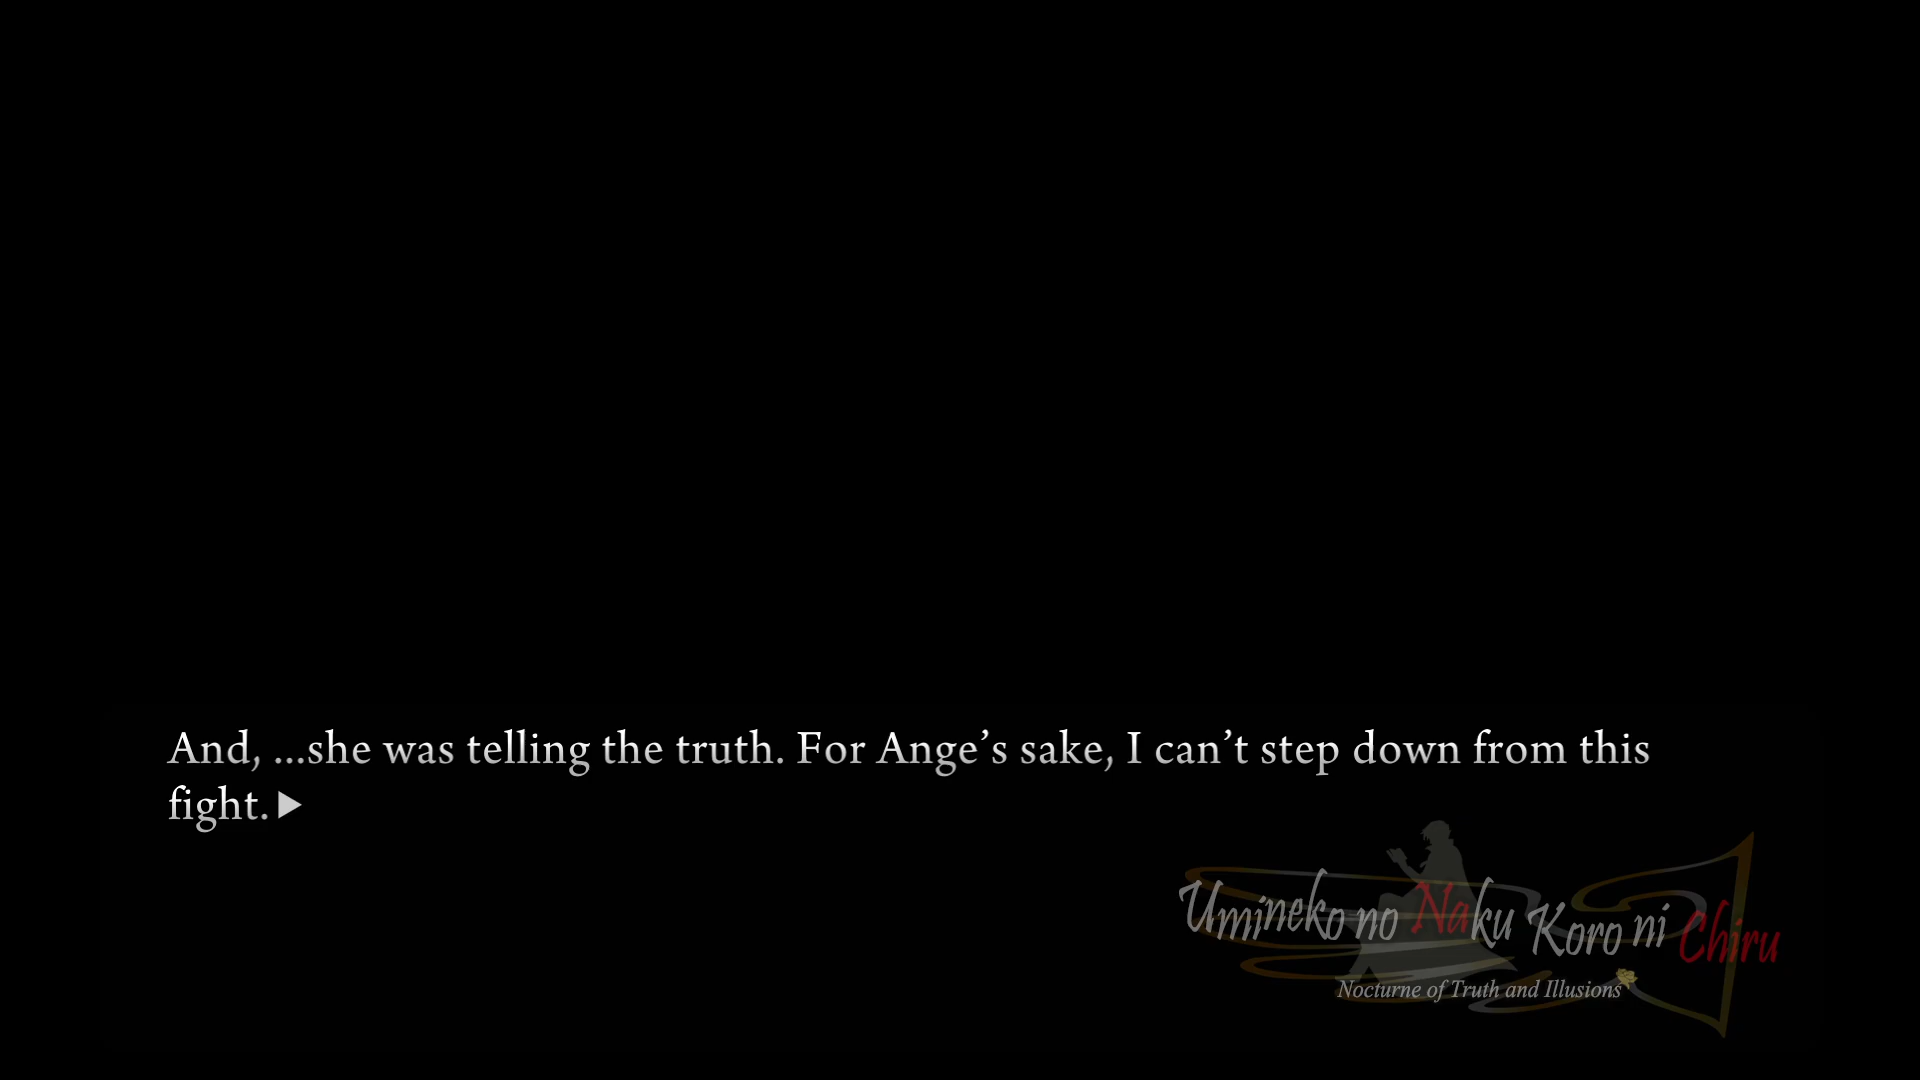 And, ...she was telling the truth. For Ange’s sake, I can’t step down from this
fight.
Umineko no Naku Koro ni Chiru
Nocturne of Truth and Illusions